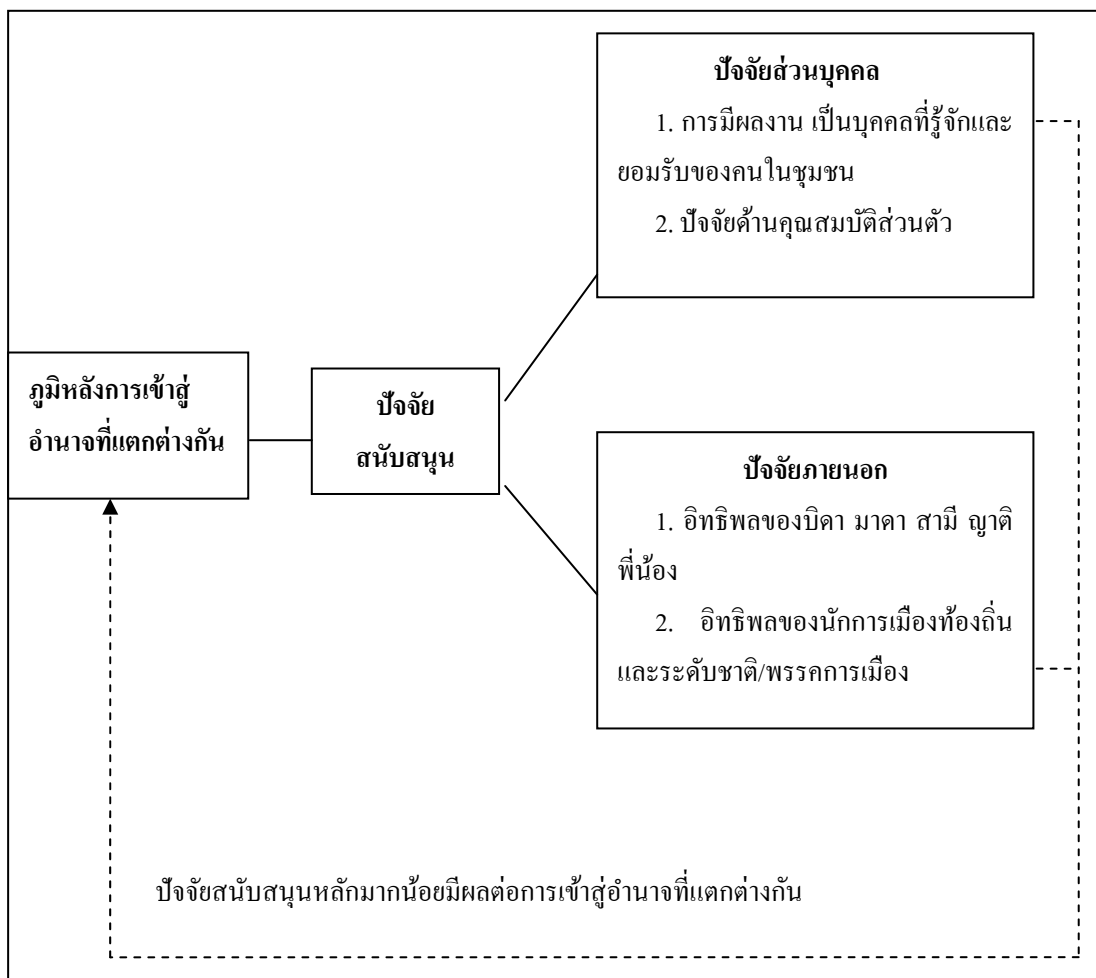 ปัจจัยส่วนบุคคล
1. การมีผลงาน เป็นบุคคลที่รู้จักและ
ยอมรับของคนในชุมชน
2. ปัจจัยด้านคุณสมบัติส่วนตัว
ภูมิหลังการเข้าสู่
อำนาจที่แตกต่างกัน
ปัจจัย
สนับสนุน
ปัจจัยภายนอก
1. อิทธิพลของบิดา มาดา สามี ญาติ
พี่น้อง
2. อิทธิพลของนักการเมืองท้องถิ่น
และระดับชาติ/พรรคการเมือง
ปัจจัยสนับสนุนหลักมากน้อยมีผลต่อการเข้าสู่อำนาจที่แตกต่างกัน